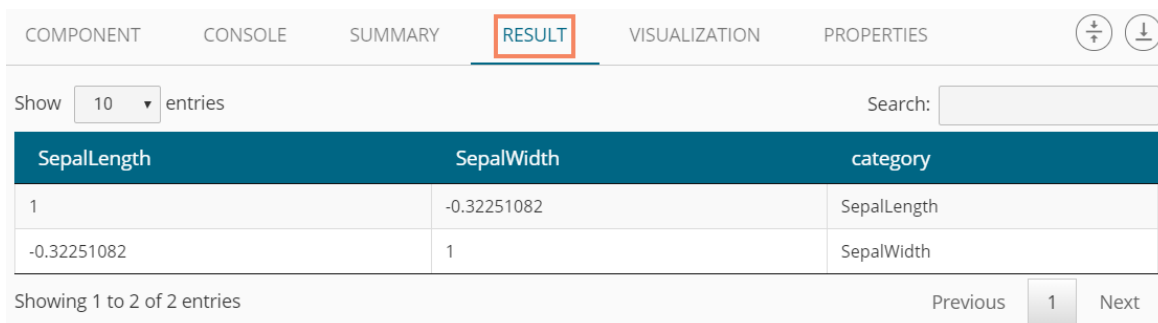 COMPONENT CONSOLE SUMMARY RESULT VISUALIZATION PROPERTIES
Show 10 entries Search:
SepalLength SepalWidth category
1 -0.32251082 SepalLength
-0.32251082 1 SepalWidth
Showing 1 to 2 of 2 entries Previous 1 Next